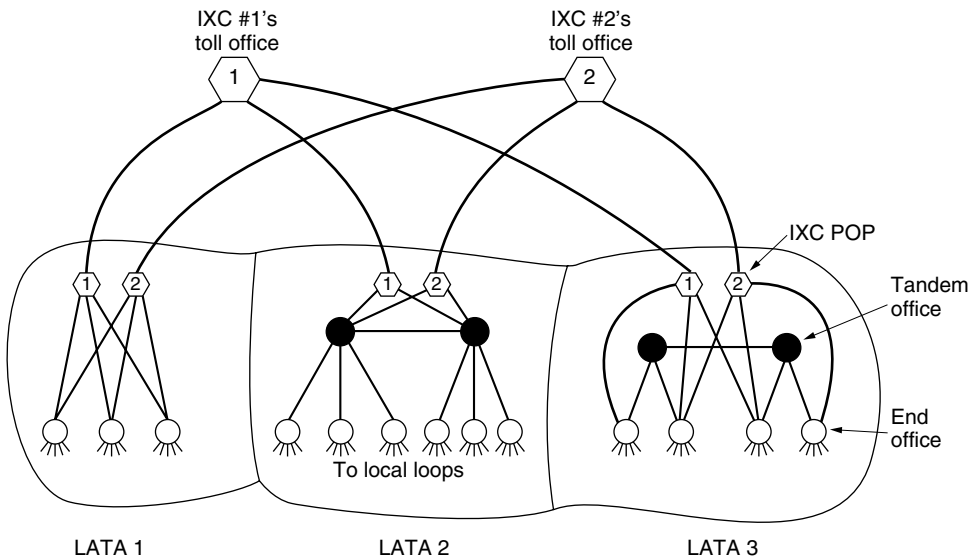 IXC #1's
toll office
IXC #2's
toll office
1
2
IXC POP
1
2
1
2
1
2
Tandem
office
End
office
To local loops
LATA 1
LATA 2
LATA 3